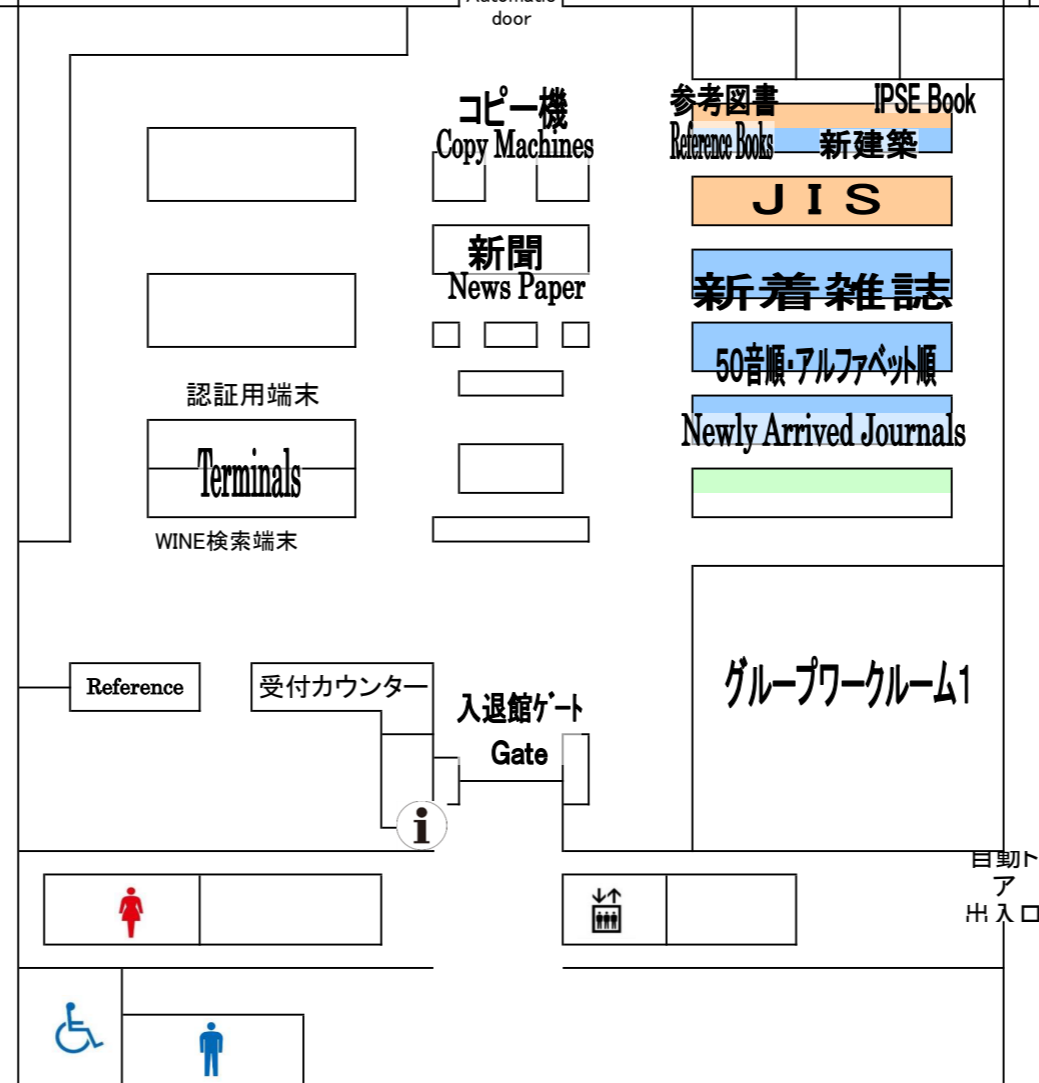 Automatic
door
コピー機
Copy Machines
参考図書
IPSE Book
Reference Books
新建築
ＪＩＳ
新聞
News Paper
新着雑誌
50音順・アルファベット順
Newly Arrived Journals
認証用端末
Terminals
WINE検索端末
Reference
受付カウンター
入退館ゲート
Gate
グループワークルーム1
i
自動ド
ア
出入口